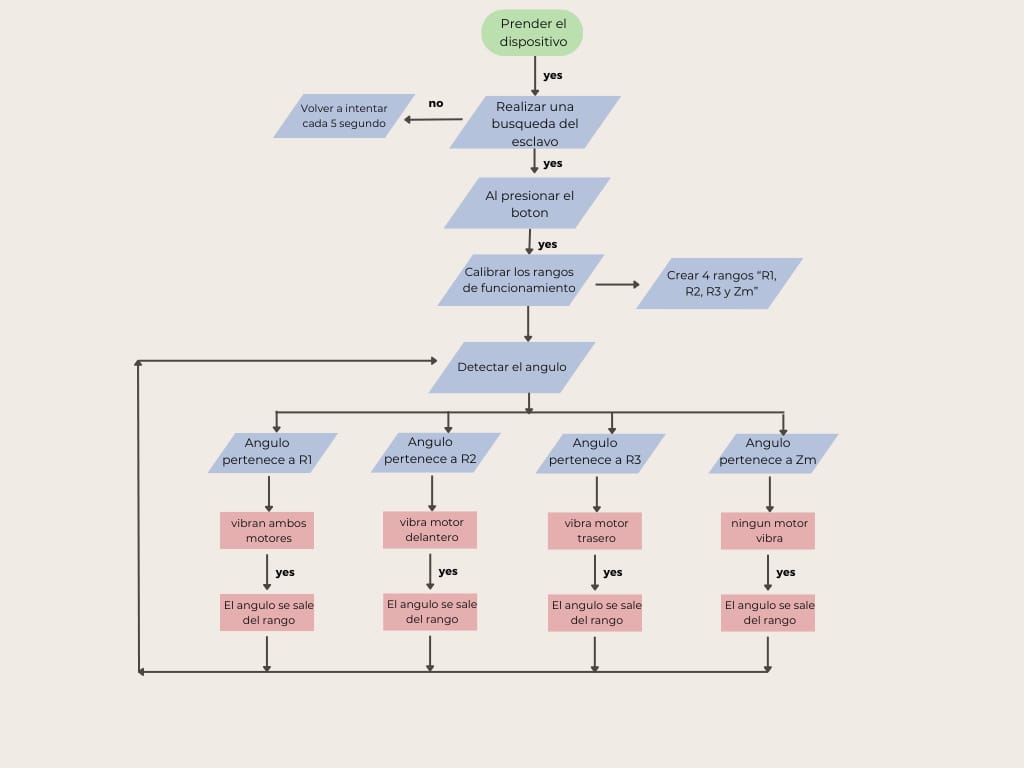 Prender el
dispositivo
yes
Volver a intentar
cada 5 segundo
no
Realizar una
busqueda del
esclavo
yes
Al presionar el
boton
yes
Calibrar los rangos
de funcionamiento
Crear 4 rangos “R1,
R2, R3 y Zm”
Detectar el angulo
Angulo
pertenece a R1
Angulo
pertenece a R2
Angulo
pertenece a R3
Angulo
pertenece a Zm
vibran ambos
motores
vibra motor
delantero
vibra motor
trasero
ningun motor
vibra
yes
yes
yes
yes
El angulo se sale
del rango
El angulo se sale
del rango
El angulo se sale
del rango
El angulo se sale
del rango